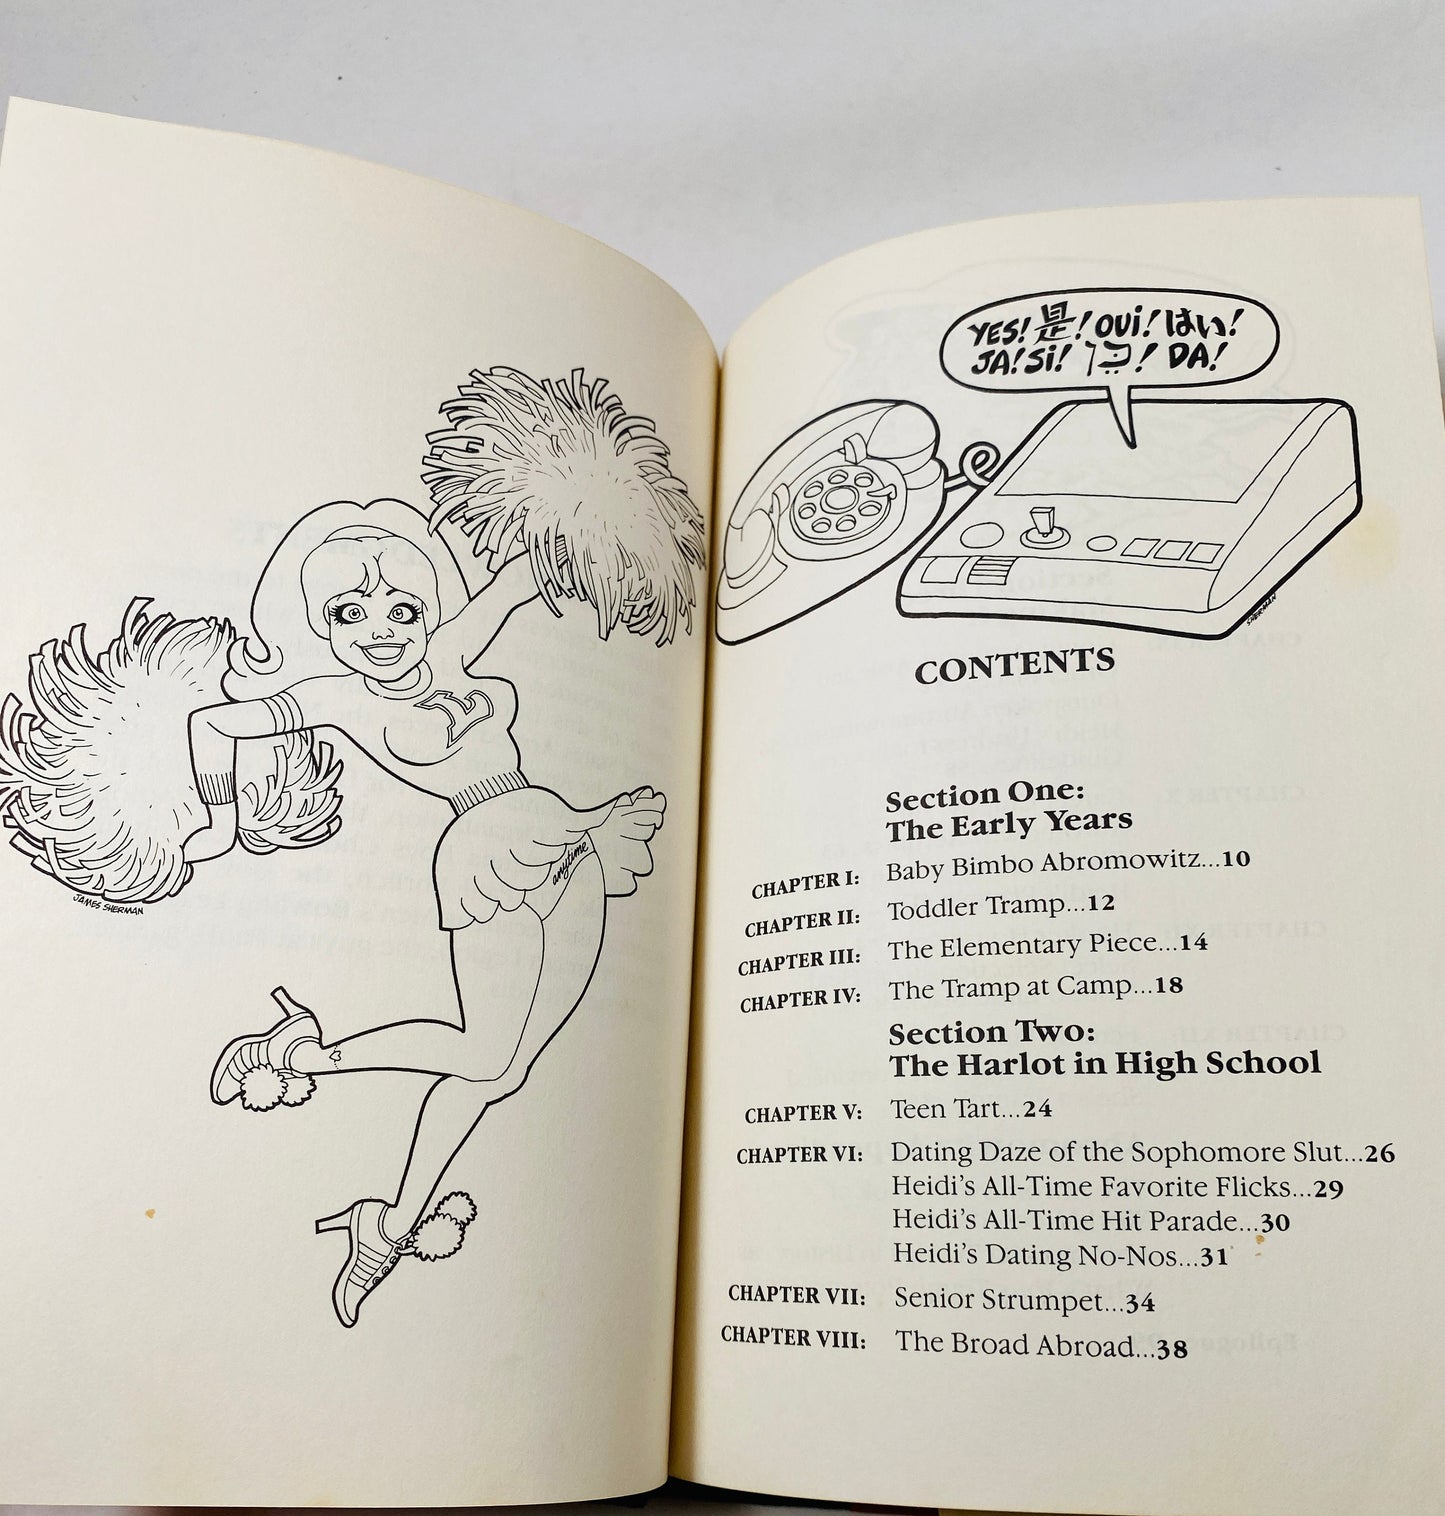 anytime
JAMES SHERMAN
YES! 是! OUi! はい!
JA! Si! כֵּן! DA!
SHERMAN
CONTENTS
Section One:
The Early Years
CHAPTER I: Baby Bimbo Abromowitz...10
CHAPTER II: Toddler Tramp...12
CHAPTER III: The Elementary Piece...14
CHAPTER IV: The Tramp at Camp...18
Section Two:
The Harlot in High School
CHAPTER V: Teen Tart...24
CHAPTER VI: Dating Daze of the Sophomore Slut...26
Heidi's All-Time Favorite Flicks...29
Heidi's All-Time Hit Parade...30
Heidi's Dating No-Nos...31
CHAPTER VII: Senior Strumpet...34
CHAPTER VIII: The Broad Abroad...38